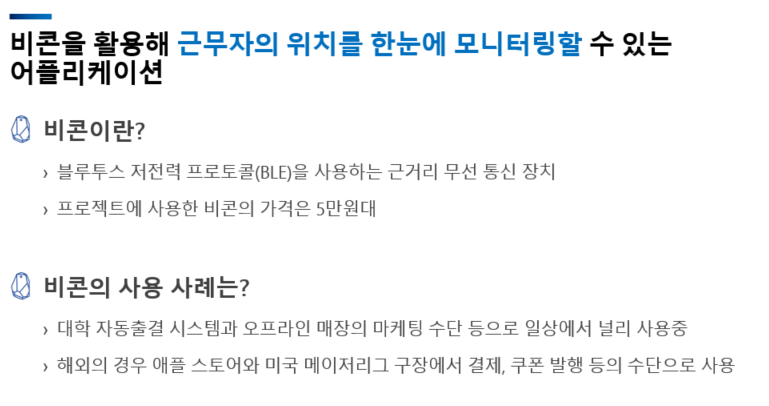 비콘을 활용해 근무자의 위치를 한눈에 모니터링할 수 있는
어플리케이션
비콘이란?
› 블루투스 저전력 프로토콜(BLE)을 사용하는 근거리 무선 통신 장치
› 프로젝트에 사용한 비콘의 가격은 5만원대
비콘의 사용 사례는?
› 대학 자동출결 시스템과 오프라인 매장의 마케팅 수단 등으로 일상에서 널리 사용중
› 해외의 경우 애플 스토어와 미국 메이저리그 구장에서 결제, 쿠폰 발행 등의 수단으로 사용